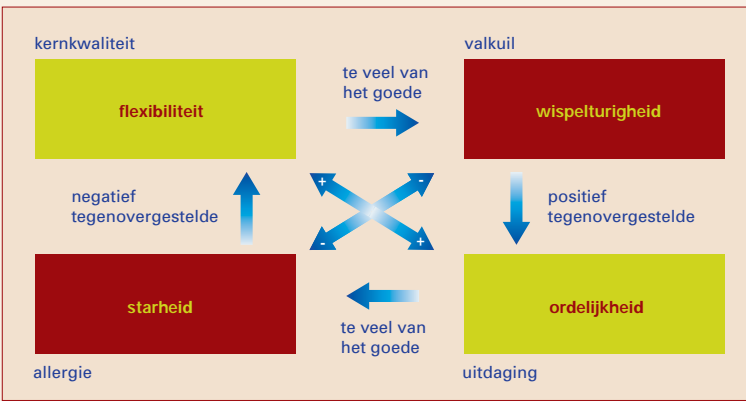 kernkwaliteit
valkuil
flexibiliteit
te veel van
het goede
wispelturigheid
negatief
tegenovergestelde
+
-
-
+
positief
tegenovergestelde
starheid
te veel van
het goede
ordelijkheid
allergie
uitdaging